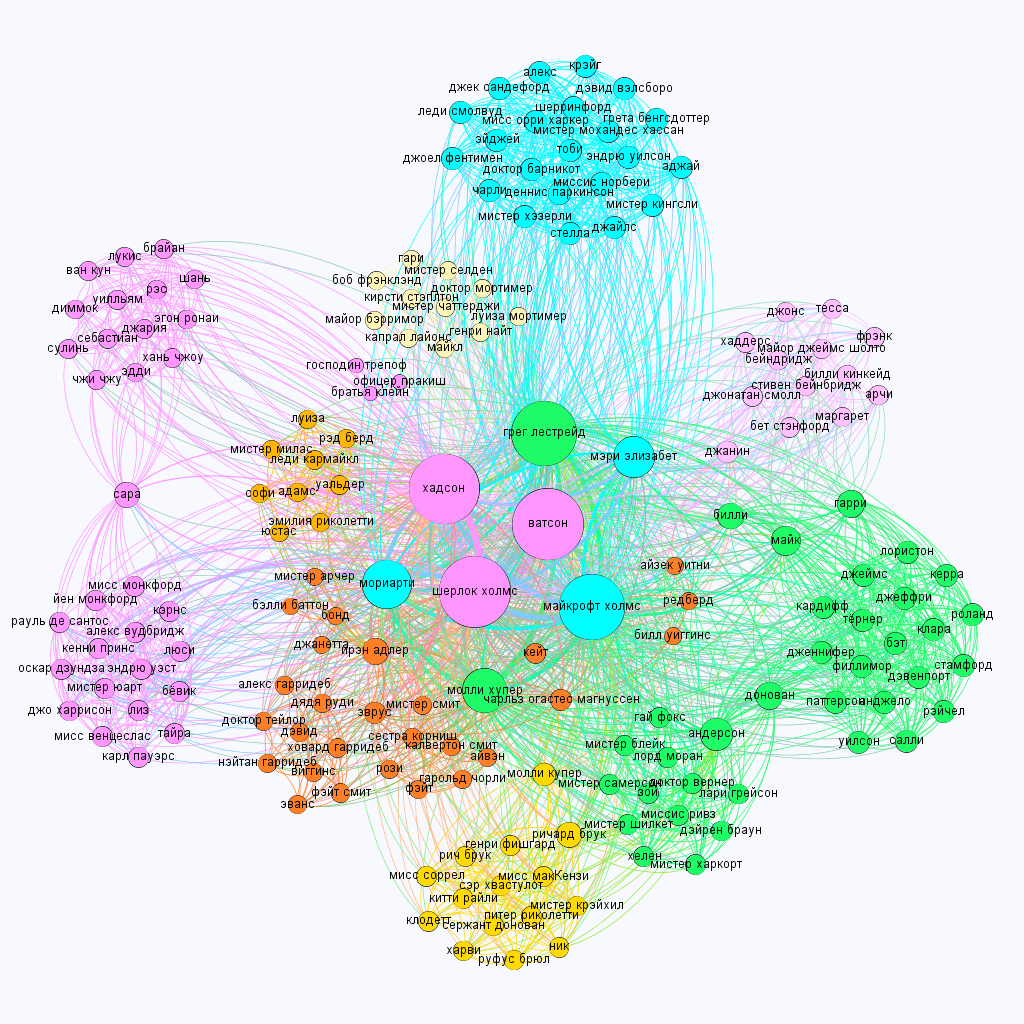 крэйг
алекс
джек сандефорд
дэвид вэлсборо
шерринфорд
леди смолвуд
мисс орри харкер
грета бенгсдоттер
мистер мохандес хассан
эйджей
тоби
эндрю уилсон
джоел фентимен
доктор барникот
аджай
миссис норбери
чарли
деннис паркинсон
мистер кингсли
мистер хэзерли
джайлс
стелла
брайан
лукис
ван кун
шань
рэс
уилльям
диммок
эгон ронаи
джария
себастиан
сулинь
хань чжоу
эдди
чжи чжу
гари
мистер селден
боб фрэнклэнд
доктор мортимер
кирсти стэплтон
мистер чаттерджи
луиза мортимер
майор бэрримор
генри найт
капрал лайонс
майкл
господин трепоф
офицер пракиш
братья клейн
джонс
тесса
фрэнк
хаддерс
майор джеймс шолто
бейндридж
билли кинкейд
стивен бейнбридж
джонатан смолл
арчи
маргарет
бет стэнфорд
джанин
луиза
рэд берд
мистер милас
леди кармайкл
уальдер
софи
адамс
эмилия риколетти
юстас
грег лестрейд
мэри элизабет
хадсон
ватсон
сара
мориарти
шерлок холмс
майкрофт холмс
билли
гарри
майк
лористон
керра
джеймс
джеффри
кардифф
роланд
тернер
клара
бэт
дженнифер
филлимор
стамфорд
дэвенпорт
паттерсон
анджело
рэйчел
уилсон
салли
донован
андерсон
айзек уитни
редберд
билл уиггинс
мистер арчер
бэлли баттон
бонд
джанетта
ирэн адлер
кейт
молли хупер
чарльз огастес магнуссен
алекс гарридеб
дядя руди
мистер смит
эврус
доктор тейлор
дэвид
сестра корниш
ховард гарридеб
калвертон смит
айвэн
нэйтан гарридеб
виггинс
рози
гарольд чорли
фэйт
фэйт смит
эванс
мисс монкфорд
йен монкфорд
кэрнс
рауль де сантос
алекс вудбридж
кенни принс
люси
оскар дзундза
эндрю уэст
мистер юарт
бёвик
джо харрисон
лиз
мисс венцеслас
тайра
карл пауэрс
гай фокс
мистер блейк
лорд моран
мистер самерсон
доктор вернер
зои
лари грейсон
миссис ривз
мистер шилкет
дэйрен браун
хелен
мистер харкорт
молли купер
ричард брук
генри фишгард
рич брук
мисс соррел
мисс макКензи
сэр хвастулот
китти райли
мистер крэйхил
питер риколетти
клодетт
сержант донован
харви
ник
руфус брюл